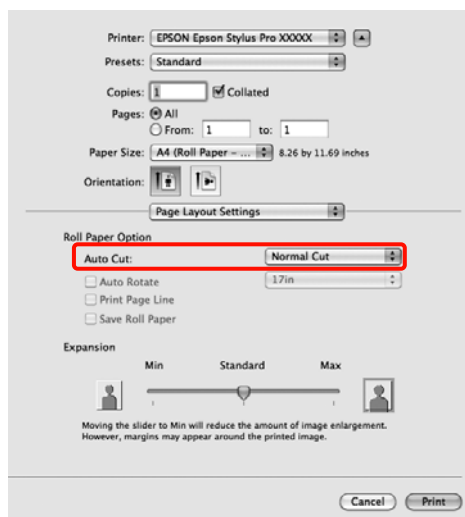 Printer: EPSON Epson Stylus Pro XXXXX
Presets: Standard
Copies: 1 Collated
Pages: All
From: 1 to: 1
Paper Size: A4 (Roll Paper – ... 8.26 by 11.69 inches
Orientation:
Page Layout Settings
Roll Paper Option
Auto Cut: Normal Cut
Auto Rotate 17in
Print Page Line
Save Roll Paper
Expansion
Min Standard Max
Moving the slider to Min will reduce the amount of image enlargement.
However, margins may appear around the printed image.
Cancel Print